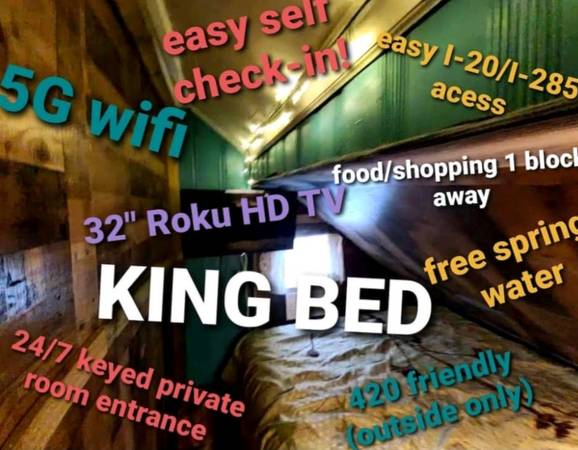 easy self
check-in!
easy I-20/I-285
acess
5G wifi
food/shopping 1 block
away
32" Roku HD TV
free spring
water
KING BED
24/7 keyed private
room entrance
420 friendly
(outside only)